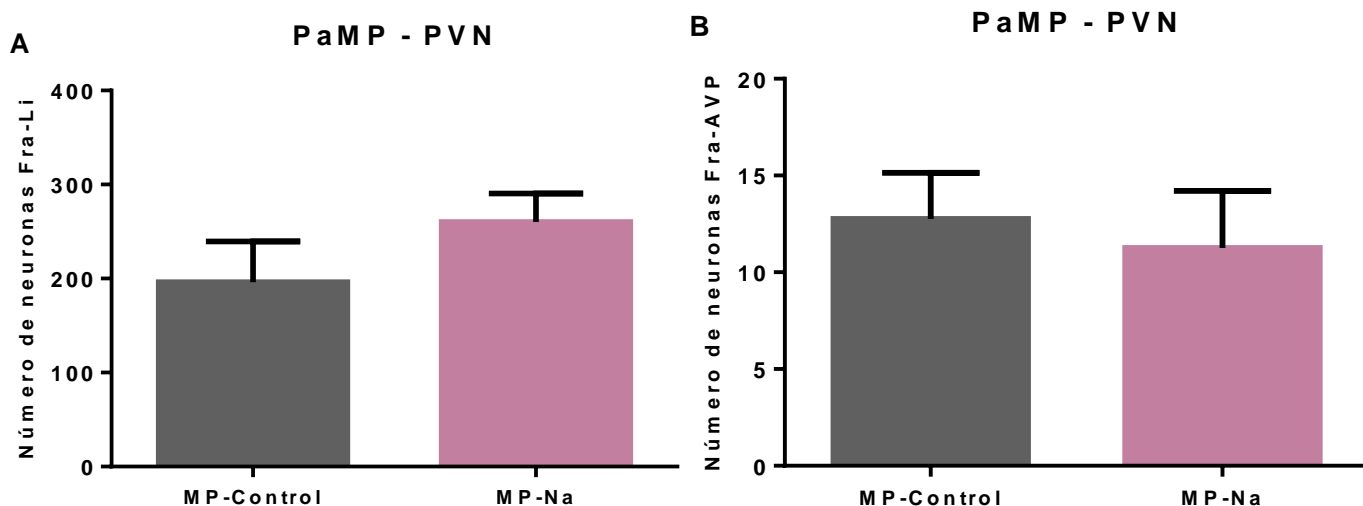 A
PaMP - PVN
Número de neuronas Fra-Li
400
300
200
100
0
MP-Control
MP-Na
B
PaMP - PVN
Número de neuronas Fra-AVP
20
15
10
5
0
MP-Control
MP-Na